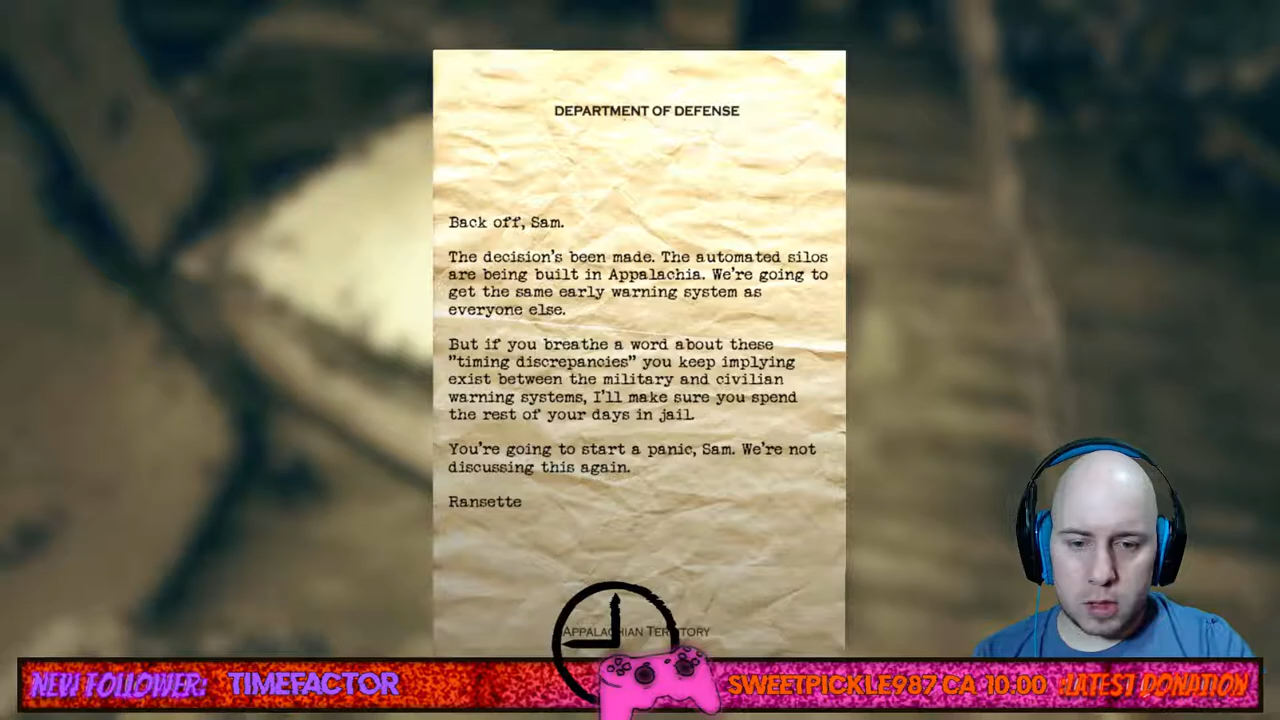 DEPARTMENT OF DEFENSE
Back off, Sam.
The decision's been made. The automated silos
are being built in Appalachia. We're going to
get the same early warning system as
everyone else.
But if you breathe a word about these
"timing discrepancies" you keep implying
exist between the military and civilian
warning systems, I'll make sure you spend
the rest of your days in jail.
You're going to start a panic, Sam. We're not
discussing this again.
Ransette
APPALACHIAN TERRITORY
NEW FOLLOWER: TIMEFACTOR
SWEETPICKLE987 CA 10.00 :LATEST DONATION